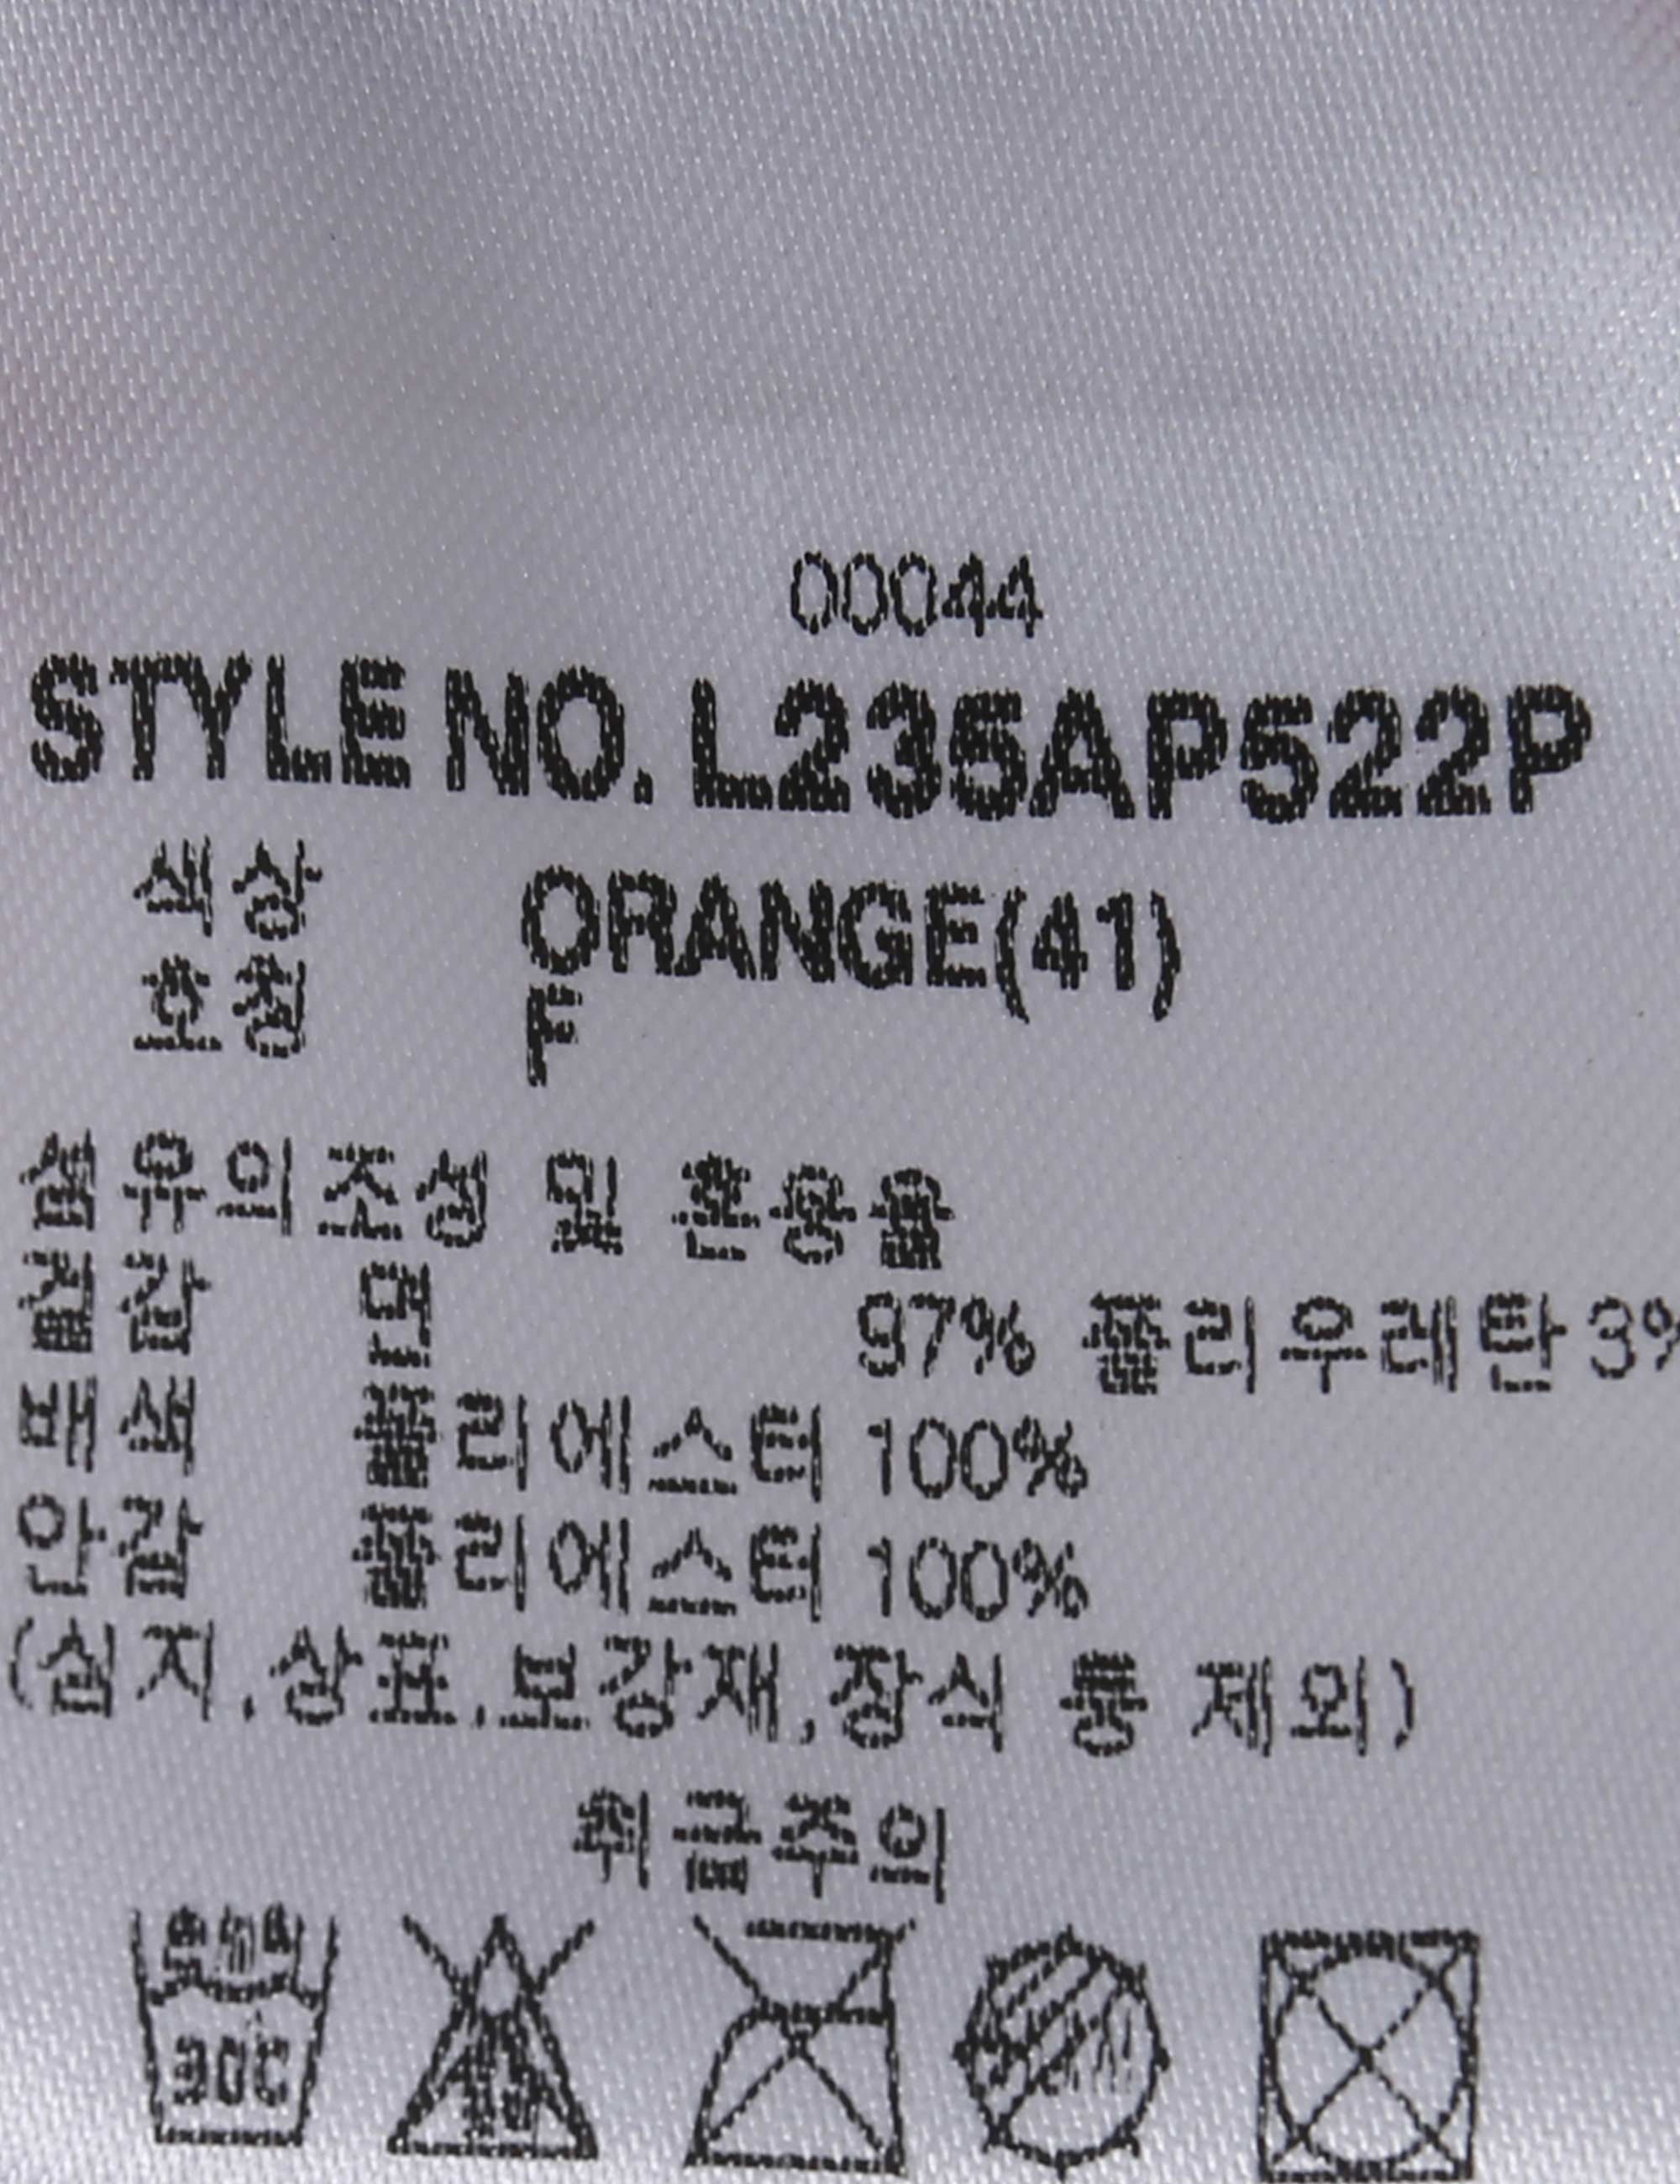 00044
STYLE NO. L235AP522P
색상 ORANGE(41)
호칭 F
섬유의조성 및 혼용율
겉감 면 97% 폴리우레탄3%
배색 폴리에스터 100%
안감 폴리에스터 100%
(심지,상표,보강재,장식 등 제외)
취급주의
30C